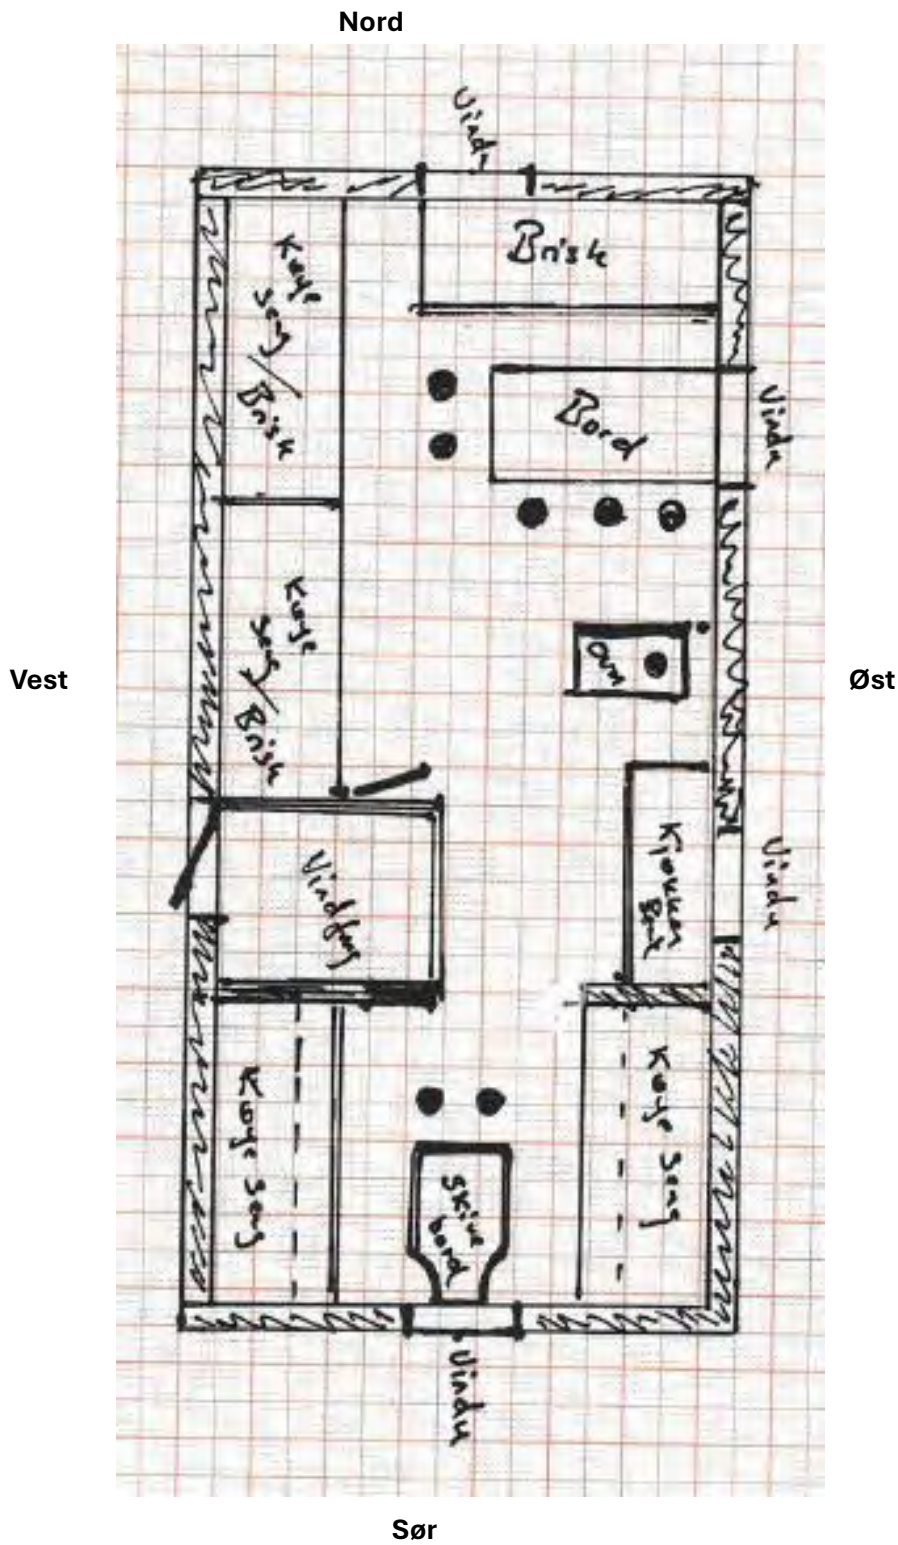 Nord
Vindu
Brisk
Køye
seng /
Brisk
Bord
Vindu
Køye
seng /
Brisk
Ovn
Vest
Øst
Vindfang
Kjøkken
Benk
Vindu
Køye Seng
Køye Seng
Skive
bord
Vindu
Sør